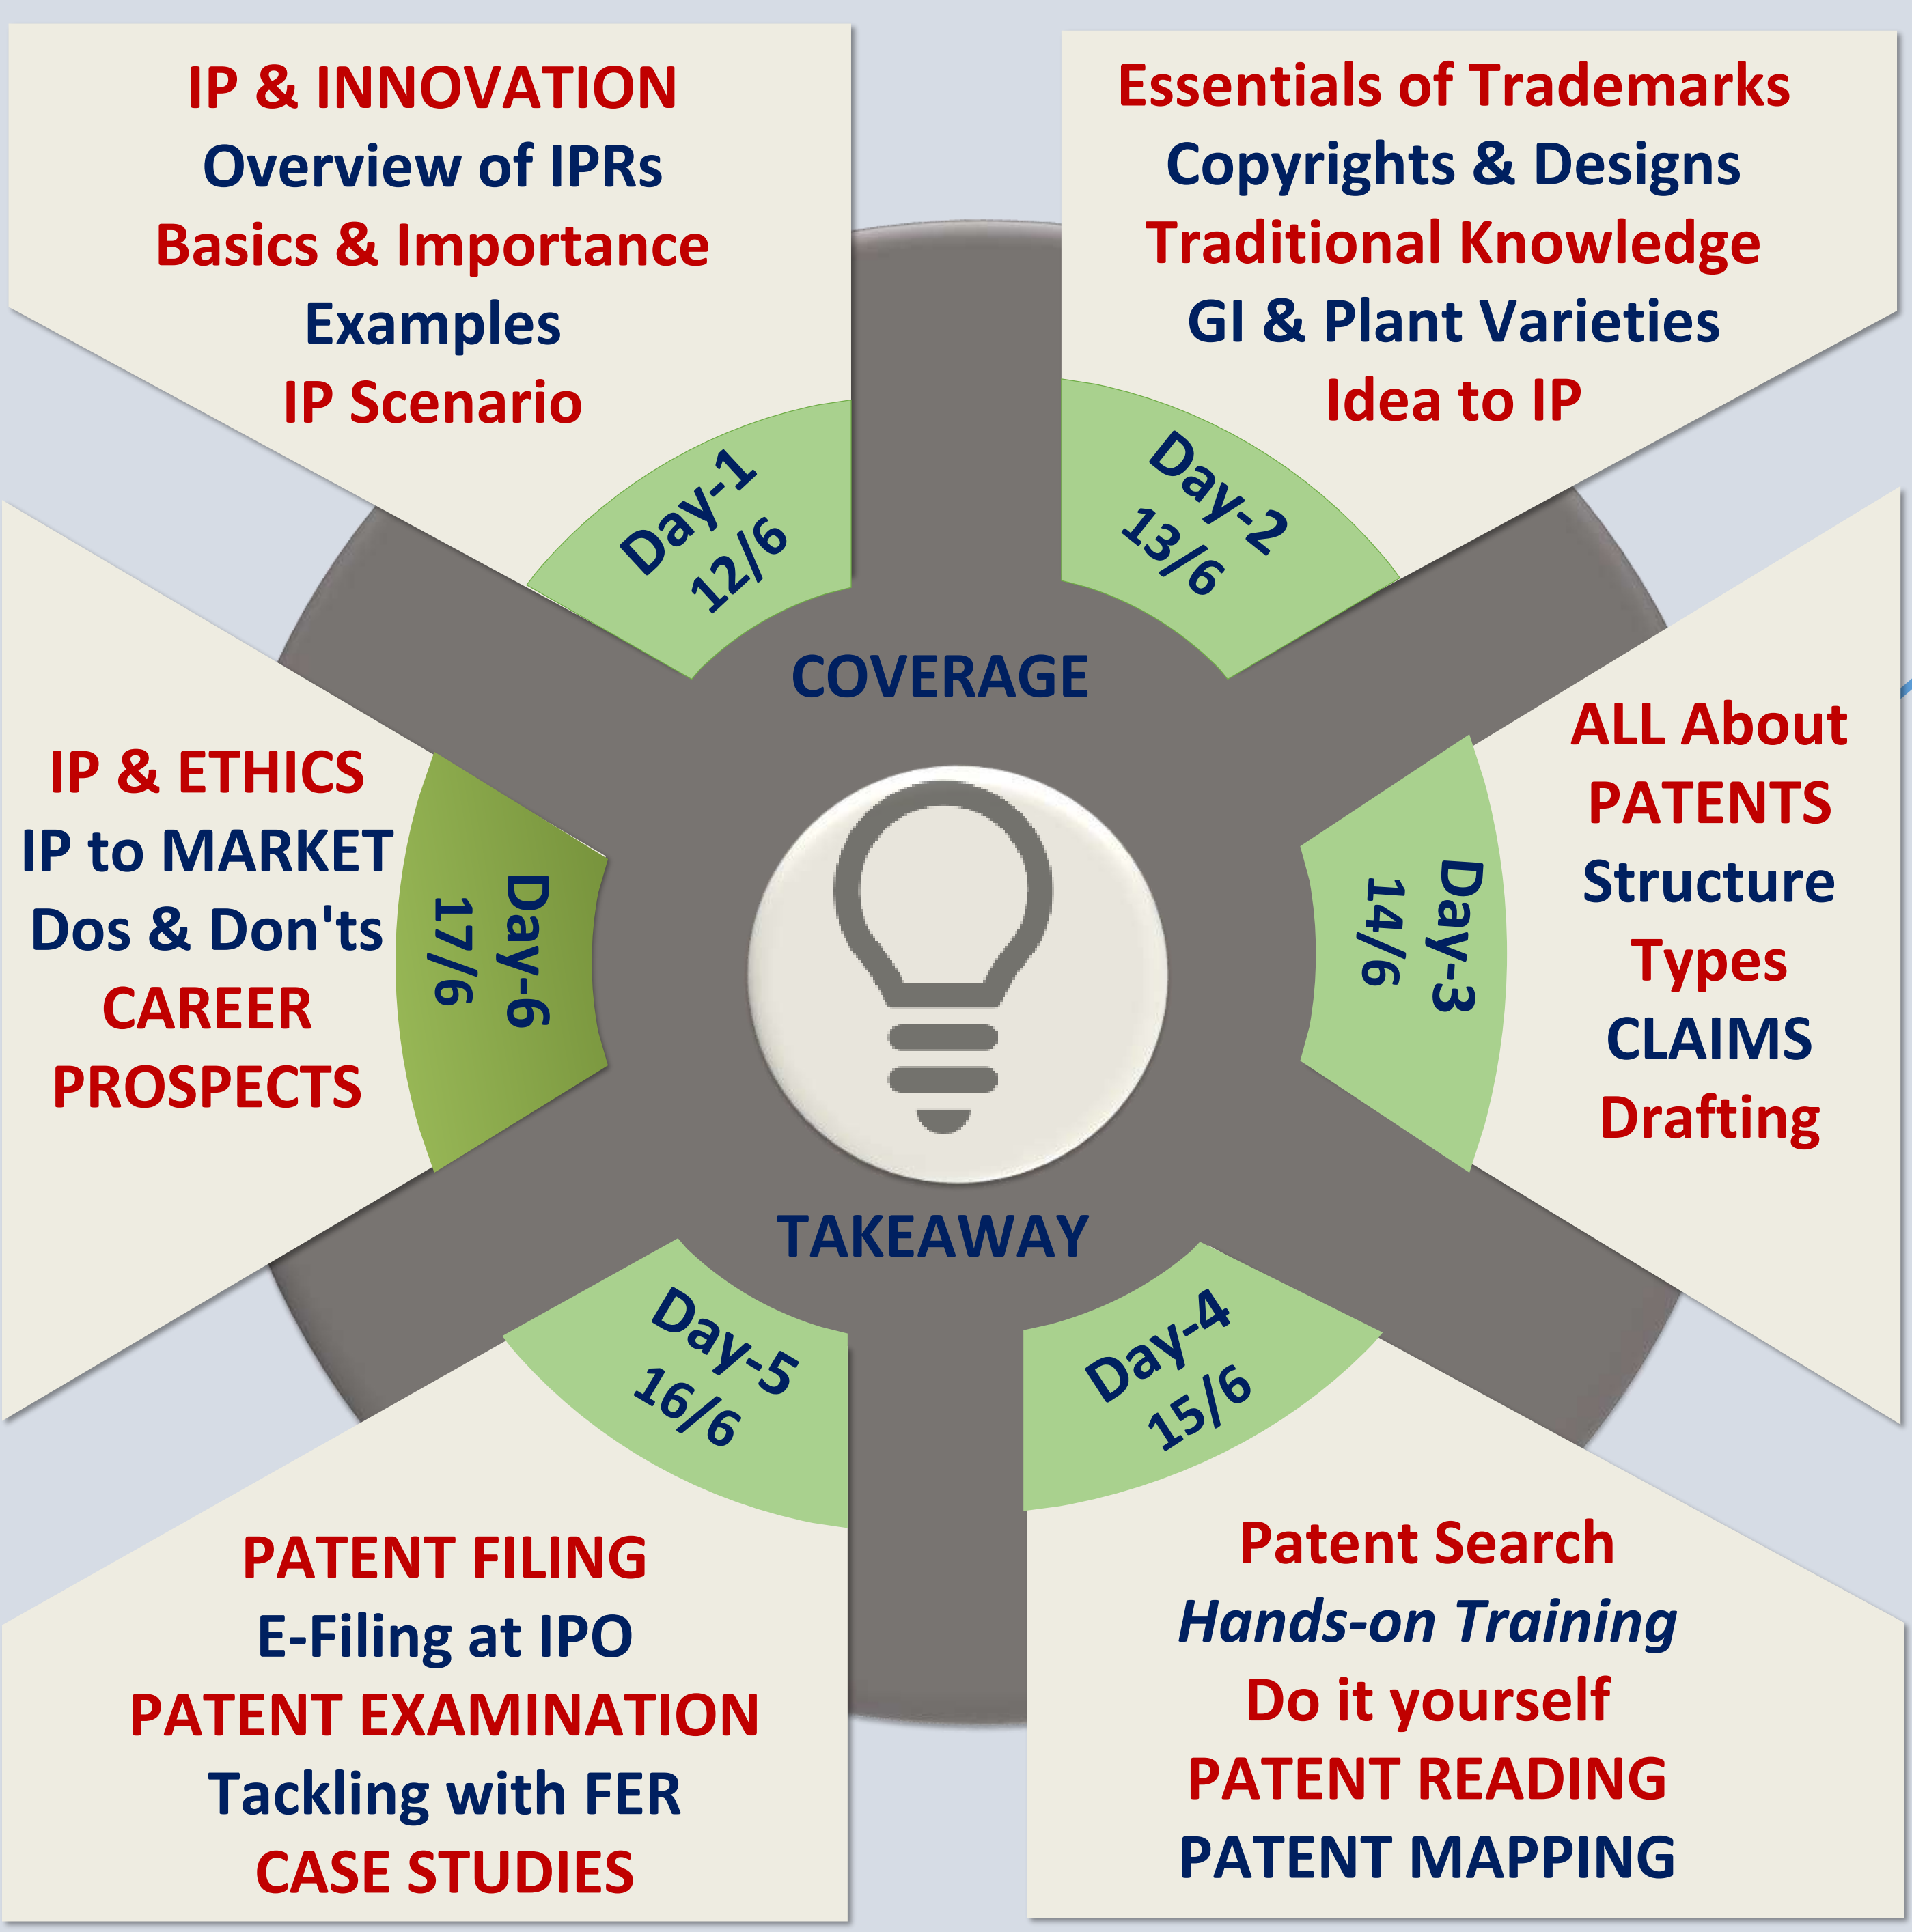 IP & INNOVATION
Overview of IPRs
Basics & Importance
Examples
IP Scenario
Day-1
12/6
Essentials of Trademarks
Copyrights & Designs
Traditional Knowledge
GI & Plant Varieties
Idea to IP
Day-2
13/6
COVERAGE
ALL About
PATENTS
Structure
Types
CLAIMS
Drafting
Day-3
14/6
Patent Search
Hands-on Training
Do it yourself
PATENT READING
PATENT MAPPING
Day-4
15/6
TAKEAWAY
PATENT FILING
E-Filing at IPO
PATENT EXAMINATION
Tackling with FER
CASE STUDIES
Day-5
16/6
IP & ETHICS
IP to MARKET
Dos & Don'ts
CAREER
PROSPECTS
Day-6
17/6